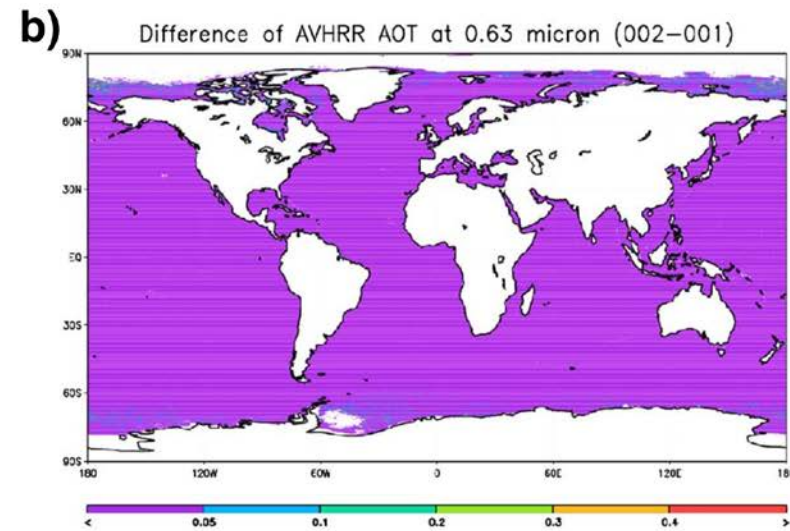 b)
Difference of AVHRR AOT at 0.63 micron (002-001)
90N
60N
30N
EQ
30S
60S
90S
180 120W 60W 0 60E 120E 18
< 0.05 0.1 0.2 0.3 0.4 >